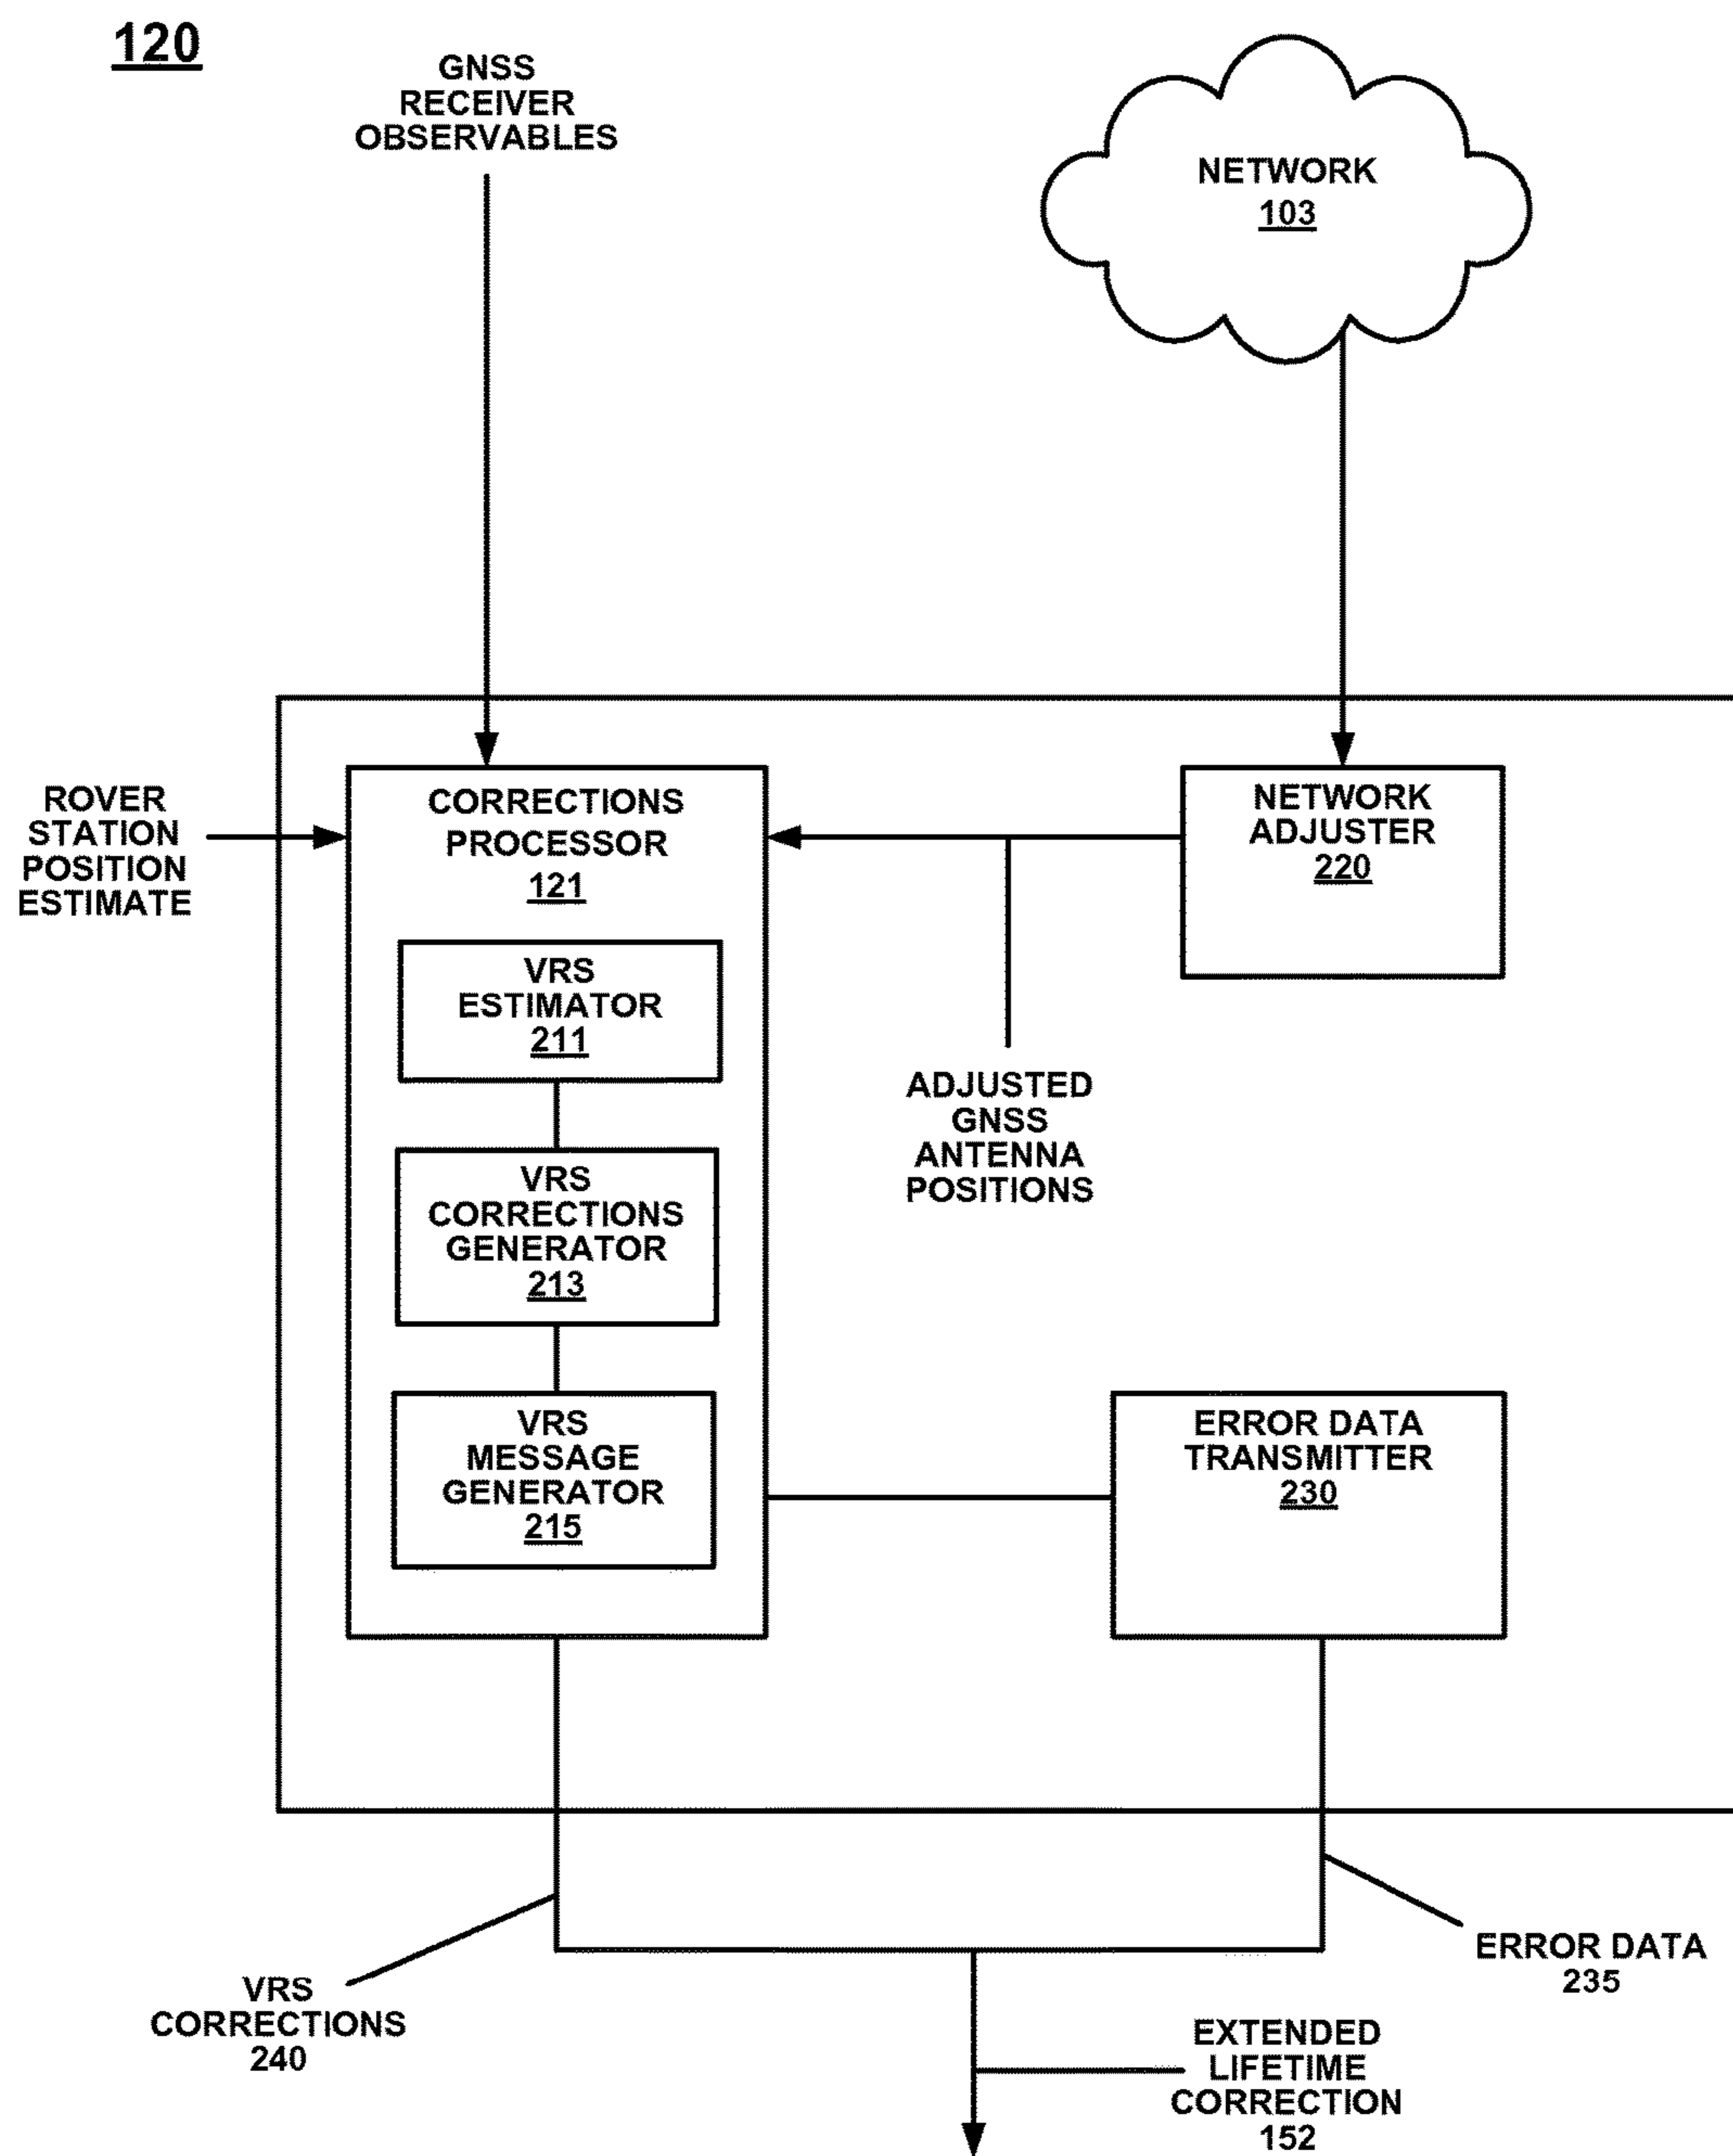 120
GNSS
RECEIVER
OBSERVABLES
NETWORK
103
ROVER
STATION
POSITION
ESTIMATE
CORRECTIONS
PROCESSOR
121
NETWORK
ADJUSTER
220
VRS
ESTIMATOR
211
ADJUSTED
GNSS
ANTENNA
POSITIONS
VRS
CORRECTIONS
GENERATOR
213
VRS
MESSAGE
GENERATOR
215
ERROR DATA
TRANSMITTER
230
VRS
CORRECTIONS
240
ERROR DATA
235
EXTENDED
LIFETIME
CORRECTION
152